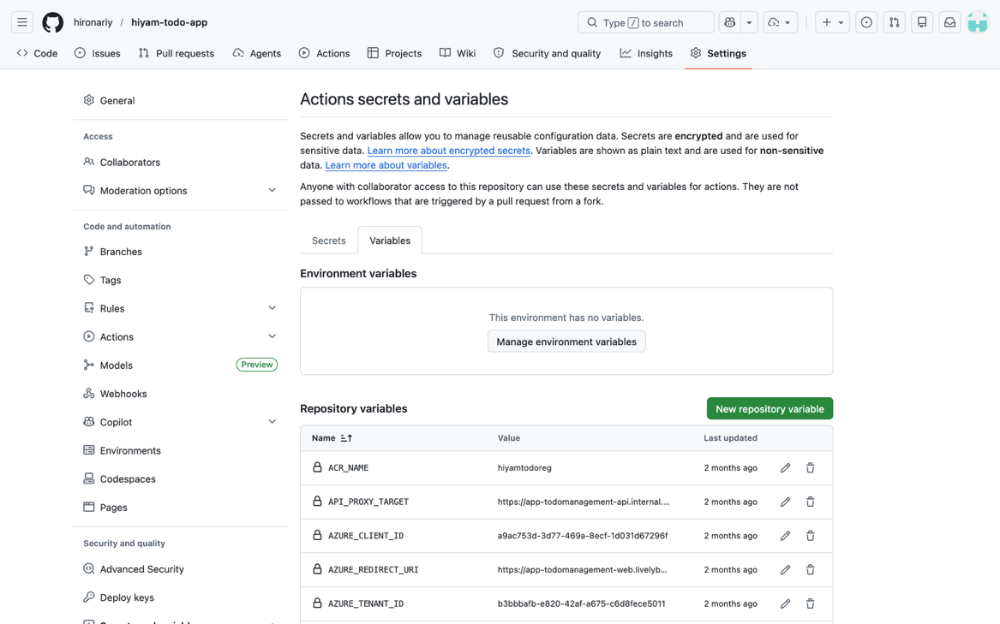 hironariy / hiyam-todo-app
Type / to search
Code Issues Pull requests Agents Actions Projects Wiki Security and quality Insights Settings
General
Access
Collaborators
Moderation options
Code and automation
Branches
Tags
Rules
Actions
Models Preview
Webhooks
Copilot
Environments
Codespaces
Pages
Security and quality
Advanced Security
Deploy keys
Actions secrets and variables
Secrets and variables allow you to manage reusable configuration data. Secrets are encrypted and are used for
sensitive data. Learn more about encrypted secrets. Variables are shown as plain text and are used for non-sensitive
data. Learn more about variables.
Anyone with collaborator access to this repository can use these secrets and variables for actions. They are not
passed to workflows that are triggered by a pull request from a fork.
Secrets Variables
Environment variables
This environment has no variables.
Manage environment variables
Repository variables New repository variable
Name Value Last updated
ACR_NAME hiyamtodoreg 2 months ago
API_PROXY_TARGET https://app-todomanagement-api.internal.... 2 months ago
AZURE_CLIENT_ID a9ac753d-3d77-469a-8ecf-1d031d67296f 2 months ago
AZURE_REDIRECT_URI https://app-todomanagement-web.livelyb... 2 months ago
AZURE_TENANT_ID b3bbbafb-e820-42af-a675-c6d8fece5011 2 months ago